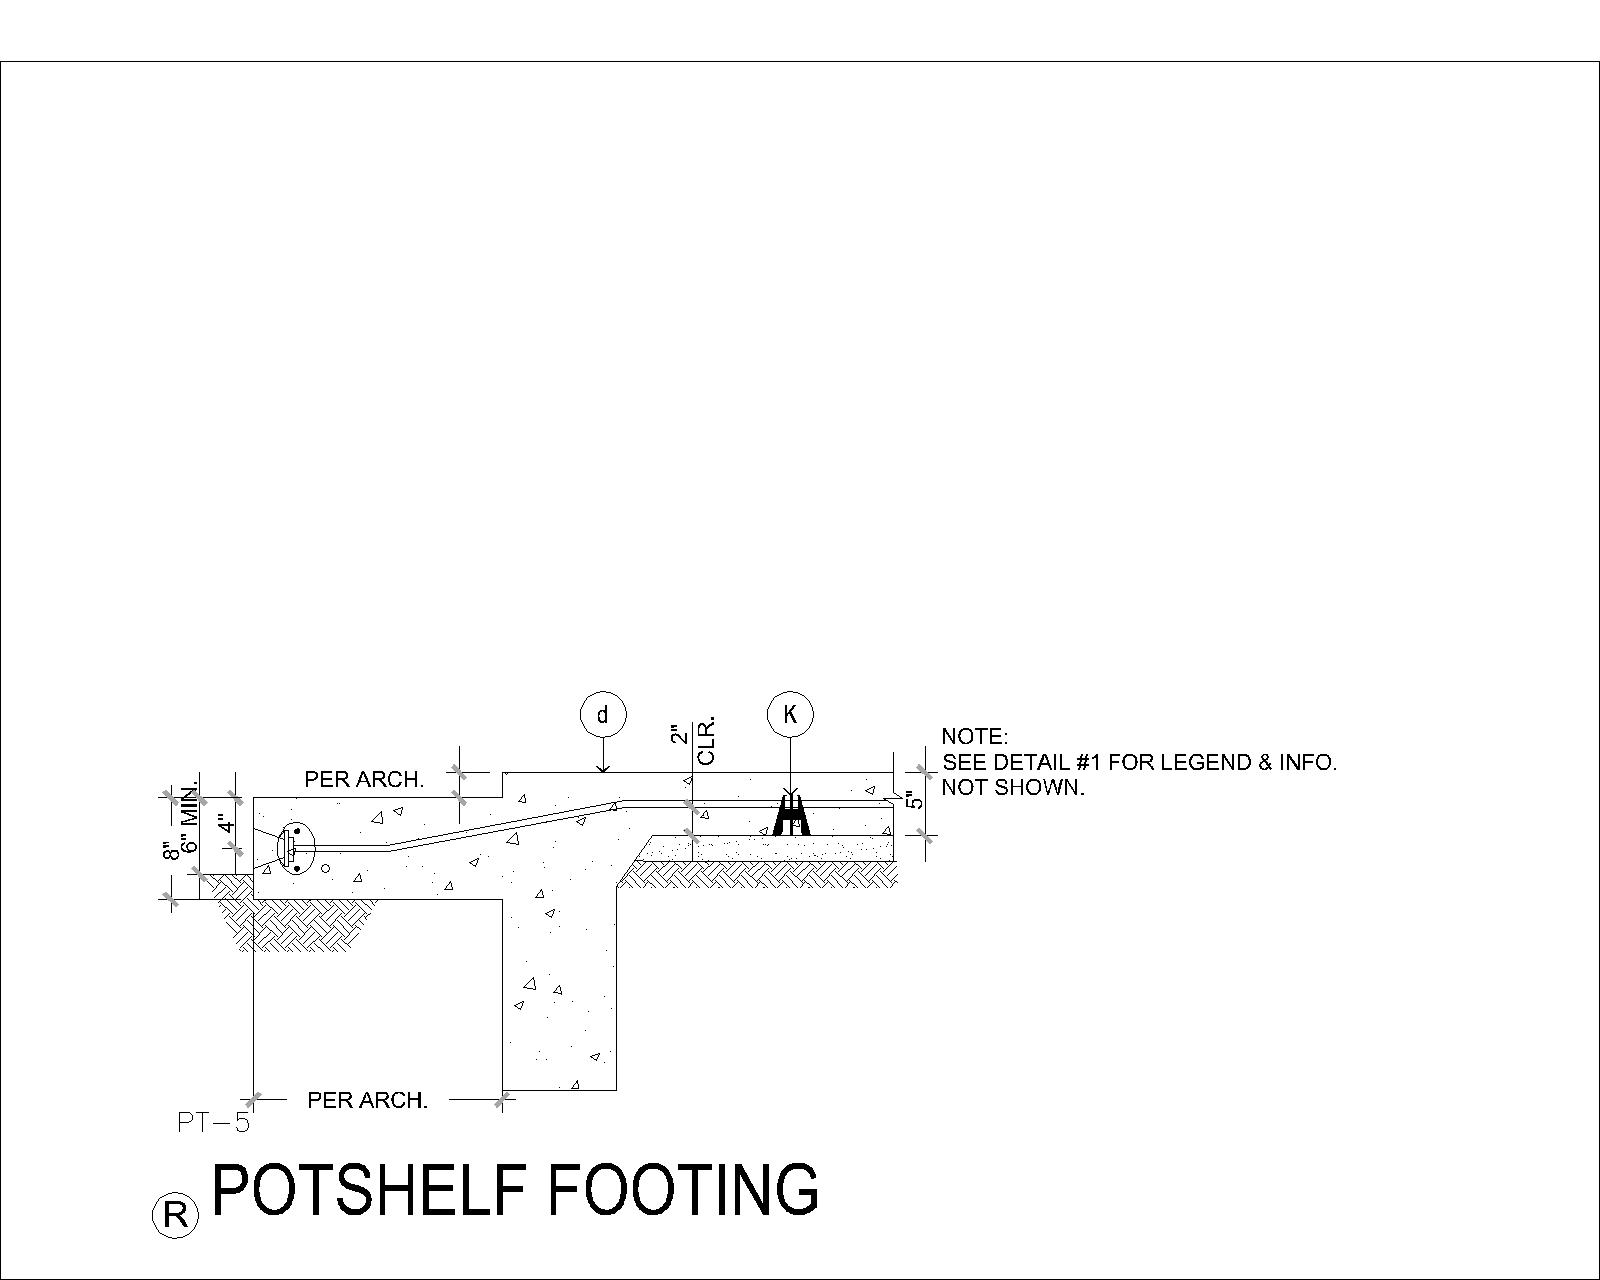 d
K
2"
CLR.
NOTE:
SEE DETAIL #1 FOR LEGEND & INFO.
NOT SHOWN.
PER ARCH.
5"
8"
6" MIN.
4"
PER ARCH.
PT-5
R POTSHELF FOOTING